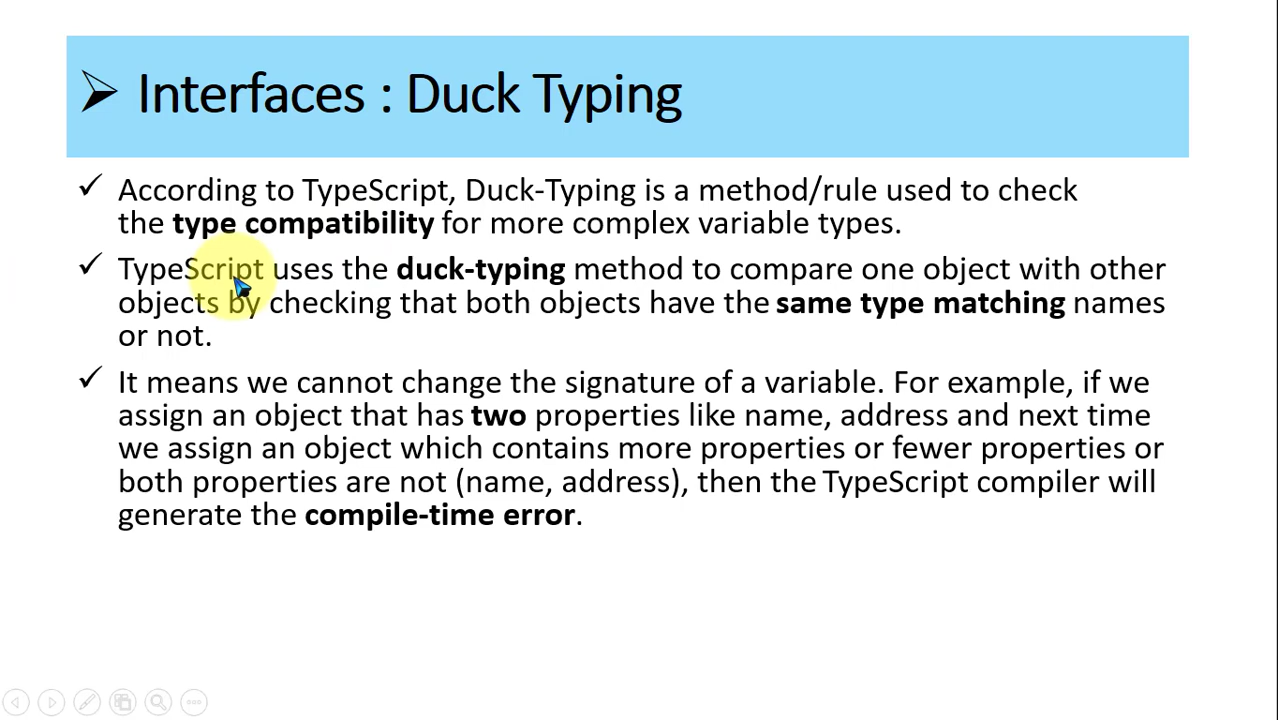 Interfaces : Duck Typing
According to TypeScript, Duck-Typing is a method/rule used to check
the type compatibility for more complex variable types.
TypeScript uses the duck-typing method to compare one object with other
objects by checking that both objects have the same type matching names
or not.
It means we cannot change the signature of a variable. For example, if we
assign an object that has two properties like name, address and next time
we assign an object which contains more properties or fewer properties or
both properties are not (name, address), then the TypeScript compiler will
generate the compile-time error.